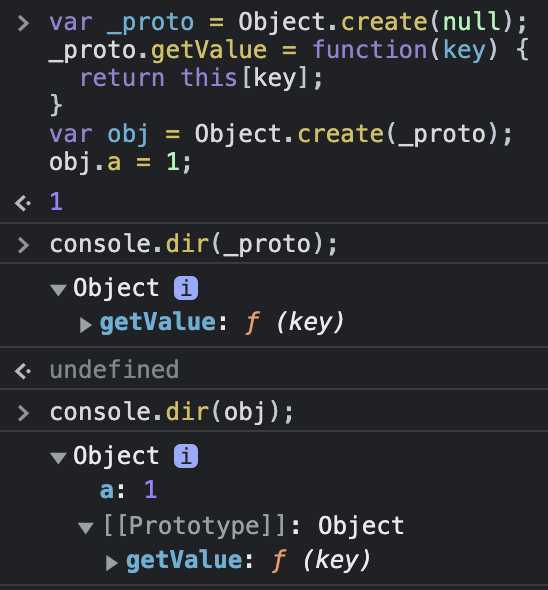 > var _proto = Object.create(null);
_proto.getValue = function(key) {
return this[key];
}
var obj = Object.create(_proto);
obj.a = 1;
1
> console.dir(_proto);
▼ Object i
▶ getValue: ƒ (key)
undefined
> console.dir(obj);
▼ Object i
a: 1
▼ [[Prototype]]: Object
▶ getValue: ƒ (key)